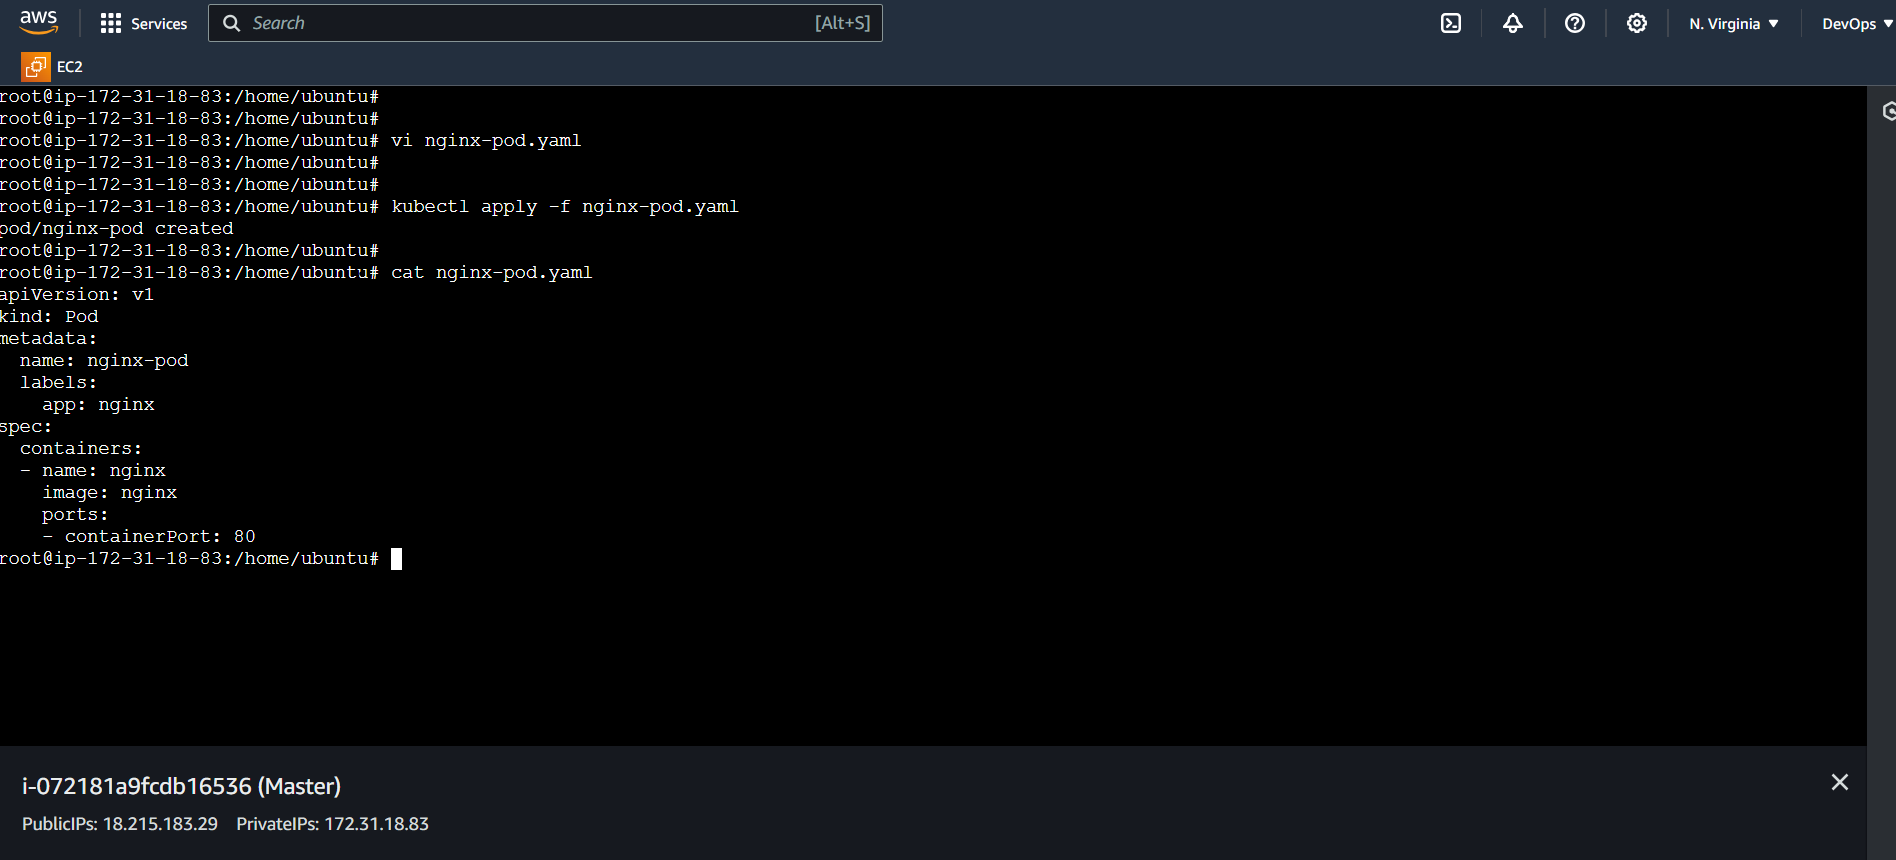 aws
Services
Search
[Alt+S]
N. Virginia
DevOps
EC2
root@ip-172-31-18-83:/home/ubuntu#
root@ip-172-31-18-83:/home/ubuntu#
root@ip-172-31-18-83:/home/ubuntu# vi nginx-pod.yaml
root@ip-172-31-18-83:/home/ubuntu#
root@ip-172-31-18-83:/home/ubuntu#
root@ip-172-31-18-83:/home/ubuntu# kubectl apply -f nginx-pod.yaml
pod/nginx-pod created
root@ip-172-31-18-83:/home/ubuntu#
root@ip-172-31-18-83:/home/ubuntu# cat nginx-pod.yaml
apiVersion: v1
kind: Pod
metadata:
  name: nginx-pod
  labels:
    app: nginx
spec:
  containers:
  - name: nginx
    image: nginx
    ports:
    - containerPort: 80
root@ip-172-31-18-83:/home/ubuntu#
i-072181a9fcdb16536 (Master)
PublicIPs: 18.215.183.29 PrivateIPs: 172.31.18.83